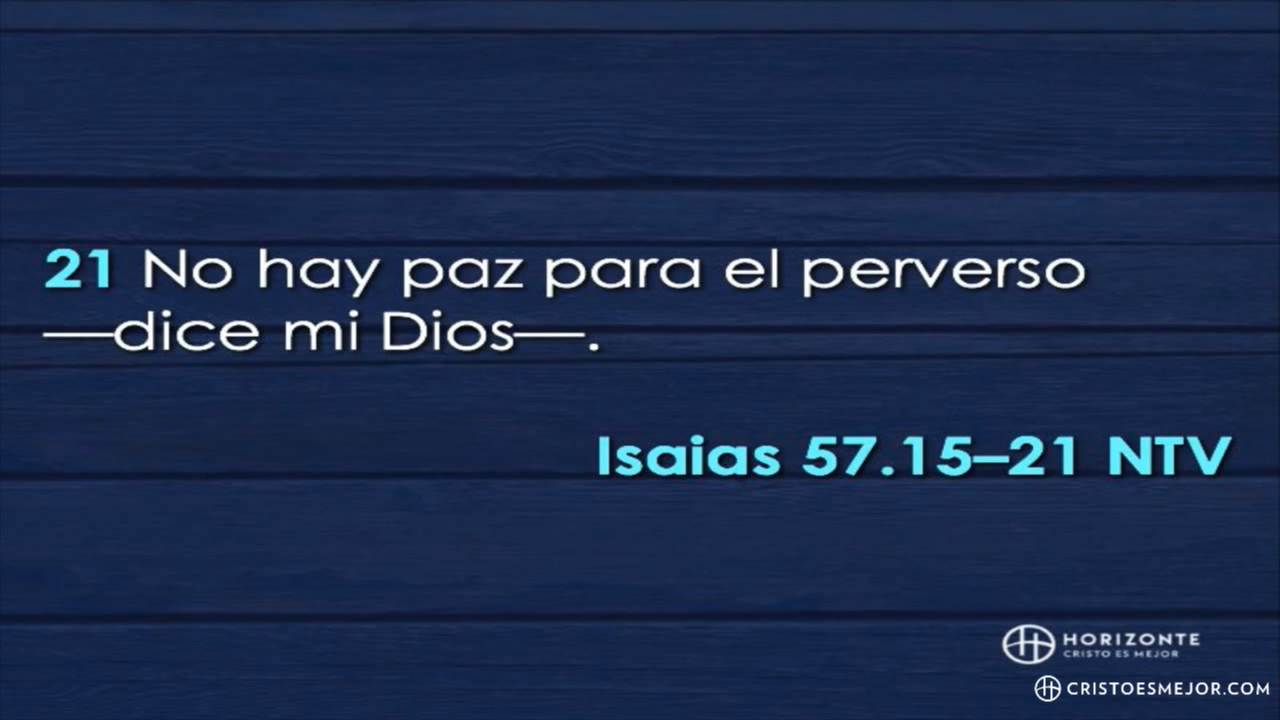 21 No hay paz para el perverso
—dice mi Dios—.
Isaias 57.15–21 NTV
HORIZONTE
CRISTO ES MEJOR
CRISTOESMEJOR.COM